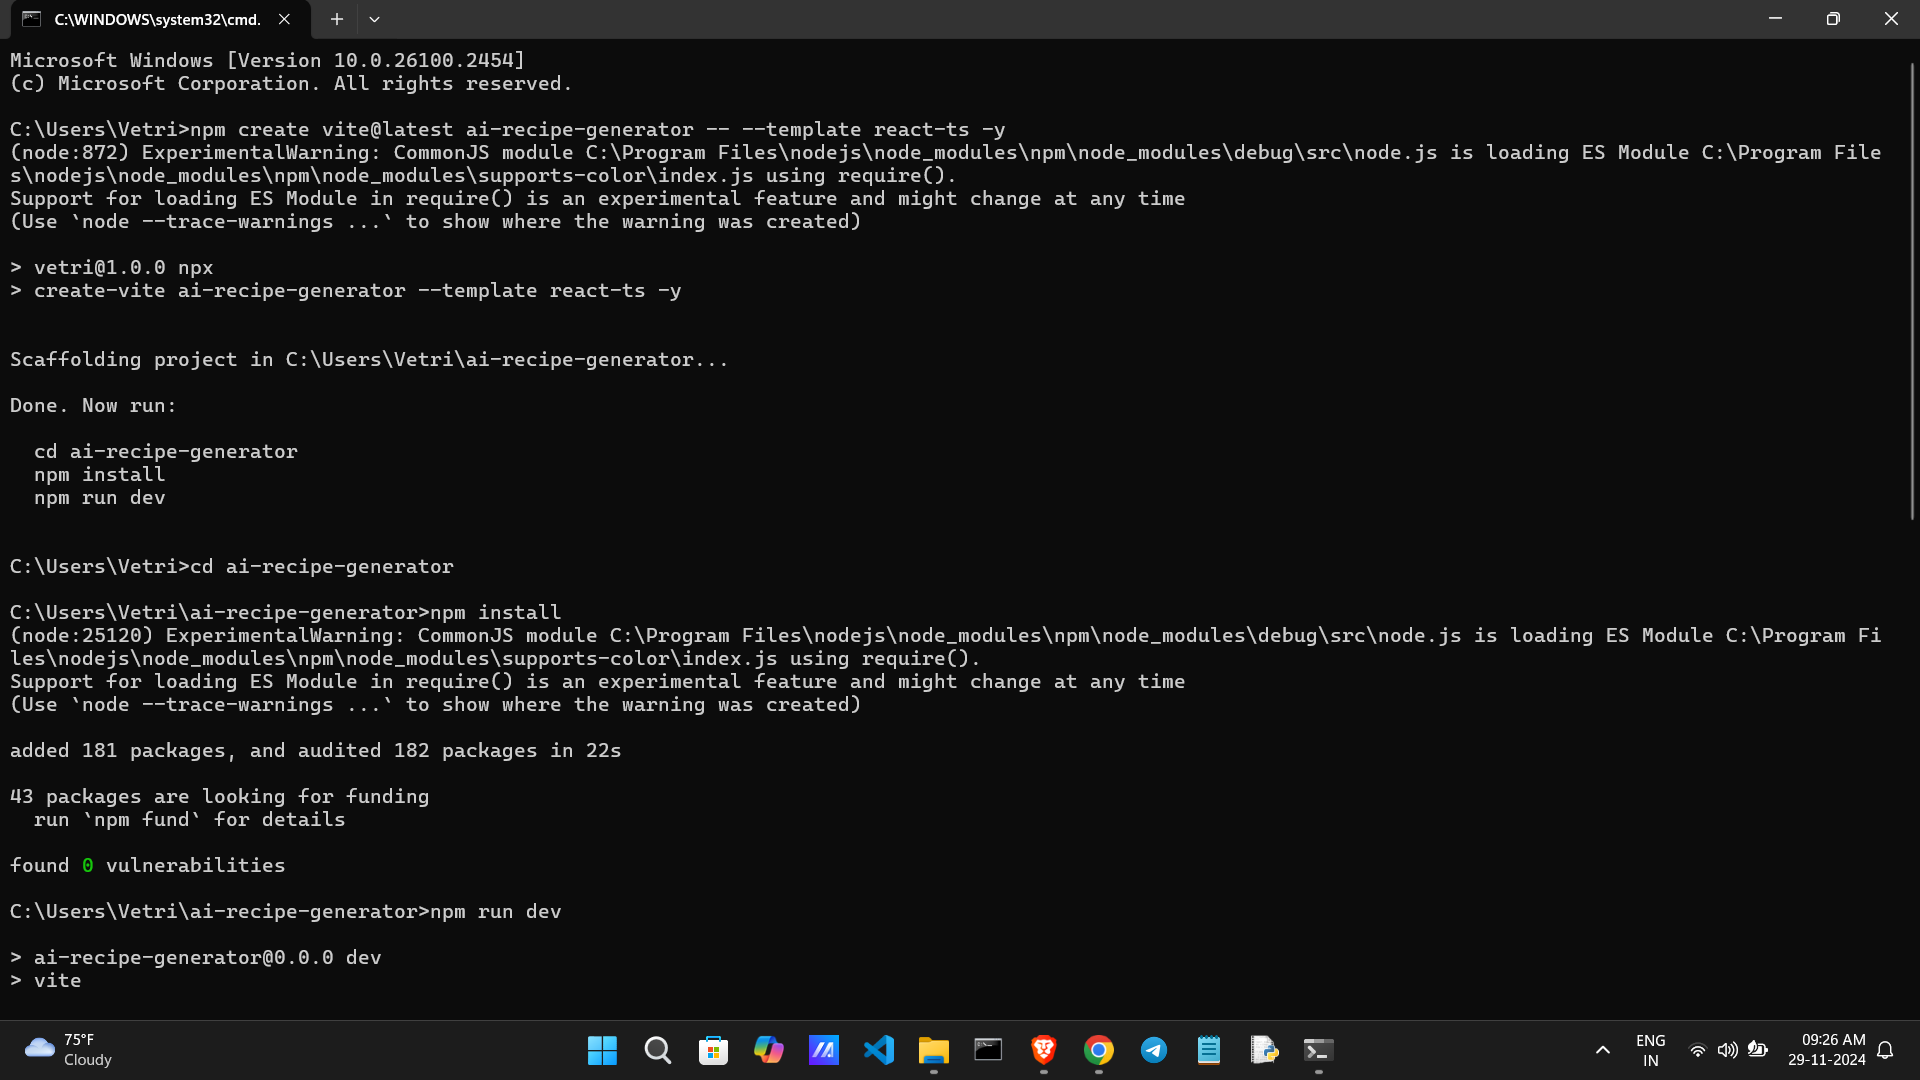 C:\WINDOWS\system32\cmd.
Microsoft Windows [Version 10.0.26100.2454]
(c) Microsoft Corporation. All rights reserved.
C:\Users\Vetri>npm create vite@latest ai-recipe-generator -- --template react-ts -y
(node:872) ExperimentalWarning: CommonJS module C:\Program Files\nodejs\node_modules\npm\node_modules\debug\src\node.js is loading ES Module C:\Program File
s\nodejs\node_modules\npm\node_modules\supports-color\index.js using require().
Support for loading ES Module in require() is an experimental feature and might change at any time
(Use `node --trace-warnings ...` to show where the warning was created)
> vetri@1.0.0 npx
> create-vite ai-recipe-generator --template react-ts -y
Scaffolding project in C:\Users\Vetri\ai-recipe-generator...
Done. Now run:
cd ai-recipe-generator
npm install
npm run dev
C:\Users\Vetri>cd ai-recipe-generator
C:\Users\Vetri\ai-recipe-generator>npm install
(node:25120) ExperimentalWarning: CommonJS module C:\Program Files\nodejs\node_modules\npm\node_modules\debug\src\node.js is loading ES Module C:\Program Fi
les\nodejs\node_modules\npm\node_modules\supports-color\index.js using require().
Support for loading ES Module in require() is an experimental feature and might change at any time
(Use `node --trace-warnings ...` to show where the warning was created)
added 181 packages, and audited 182 packages in 22s
43 packages are looking for funding
run `npm fund` for details
found 0 vulnerabilities
C:\Users\Vetri\ai-recipe-generator>npm run dev
> ai-recipe-generator@0.0.0 dev
> vite
75°F
Cloudy
ENG
IN
09:26 AM
29-11-2024